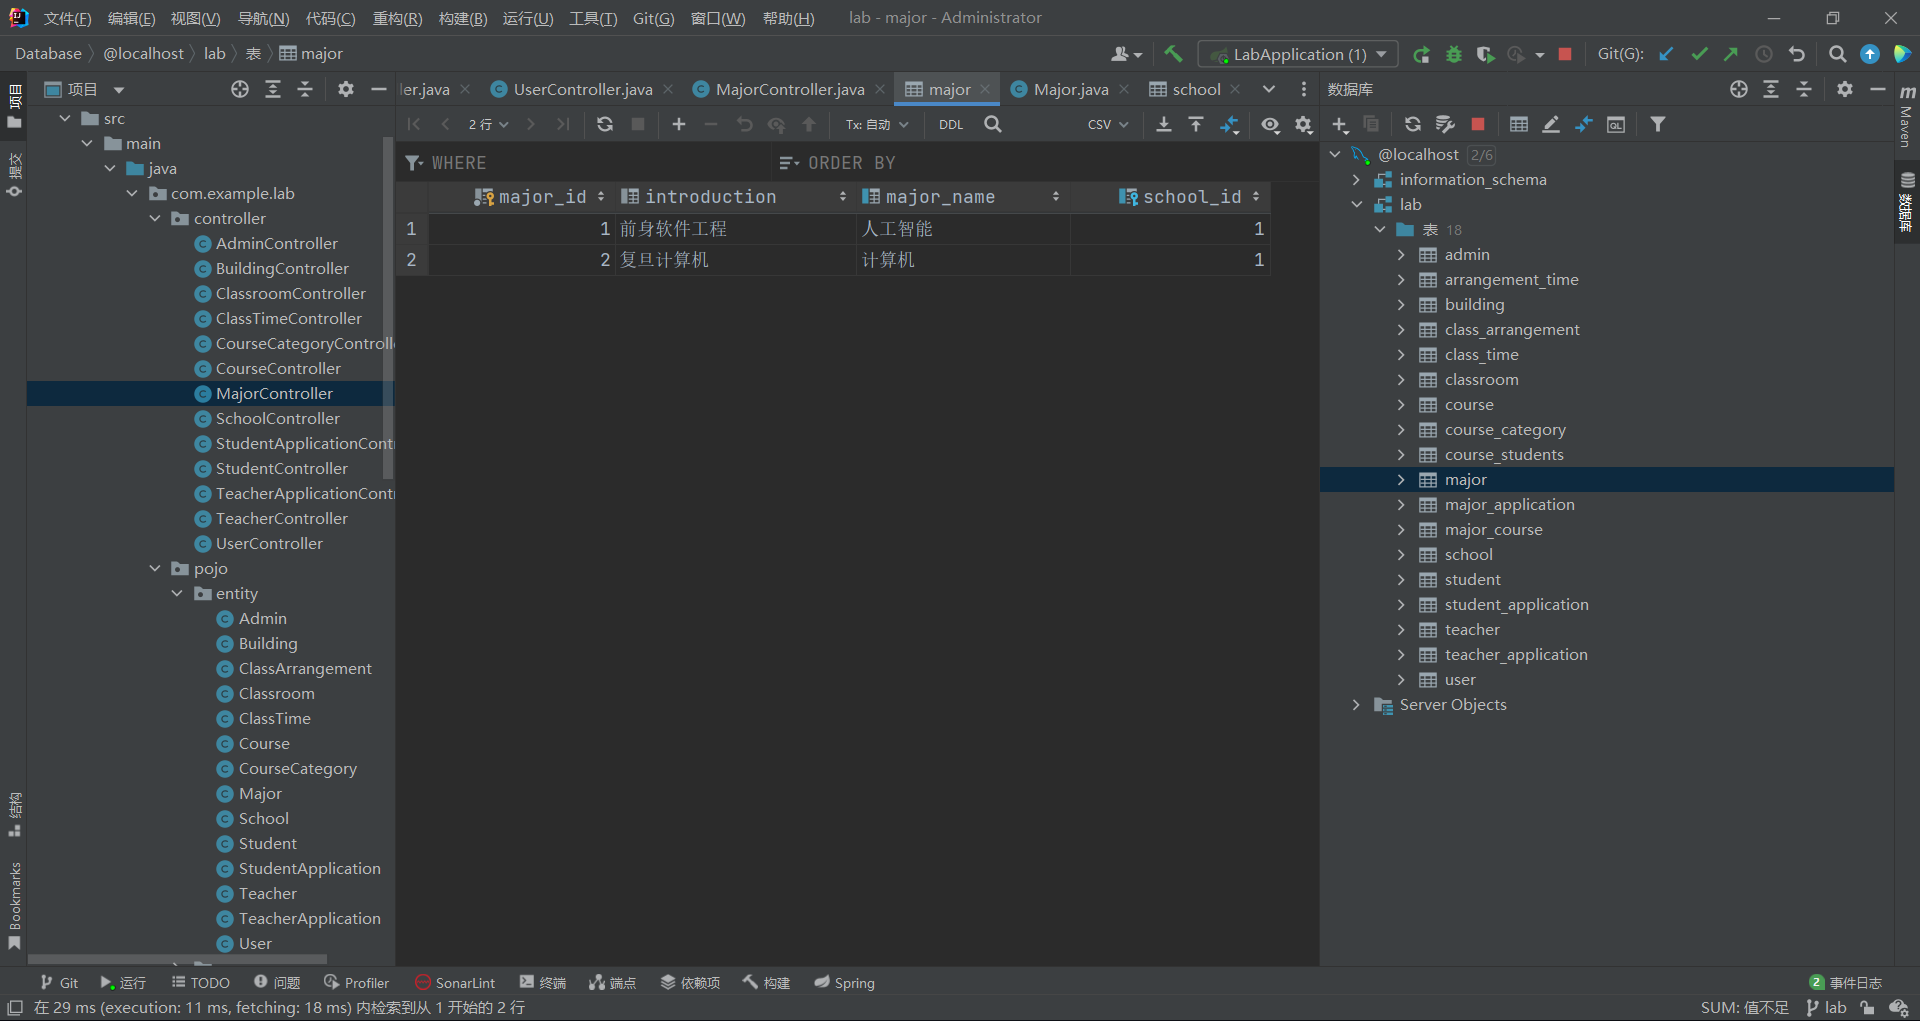 文件(F) 编辑(E) 视图(V) 导航(N) 代码(C) 重构(R) 构建(B) 运行(U) 工具(T) Git(G) 窗口(W) 帮助(H) lab - major - Administrator
Database @localhost lab 表 major LabApplication (1) Git(G):
项目
ler.java UserController.java MajorController.java major Major.java school
数据库
2 行 Tx: 自动 DDL CSV
WHERE ORDER BY
major_id introduction major_name school_id
1 1 前身软件工程 人工智能 1
2 2 复旦计算机 计算机 1
src
main
java
com.example.lab
controller
AdminController
BuildingController
ClassroomController
ClassTimeController
CourseCategoryControll
CourseController
MajorController
SchoolController
StudentApplicationCont
StudentController
TeacherApplicationCont
TeacherController
UserController
pojo
entity
Admin
Building
ClassArrangement
Classroom
ClassTime
Course
CourseCategory
Major
School
Student
StudentApplication
Teacher
TeacherApplication
User
@localhost 2/6
information_schema
lab
表 18
admin
arrangement_time
building
class_arrangement
class_time
classroom
course
course_category
course_students
major
major_application
major_course
school
student
student_application
teacher
teacher_application
user
Server Objects
项目
提交
结构
Bookmarks
m Maven
数据库
Git 运行 TODO 问题 Profiler SonarLint 终端 端点 依赖项 构建 Spring 2 事件日志
在 29 ms (execution: 11 ms, fetching: 18 ms) 内检索到从 1 开始的 2 行 SUM: 值不足 lab